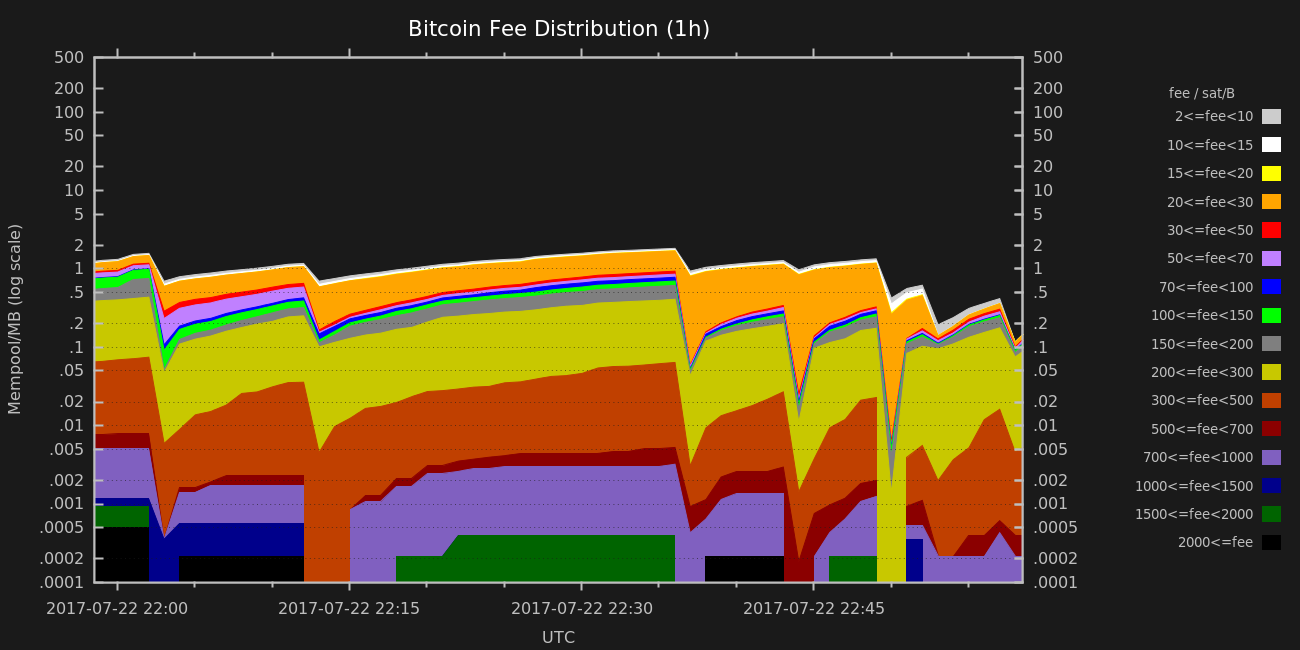 Bitcoin Fee Distribution (1h)
Mempool/MB (log scale)
500
200
100
50
20
10
5
2
1
.5
.2
.1
.05
.02
.01
.005
.002
.001
.0005
.0002
.0001
500
200
100
50
20
10
5
2
1
.5
.2
.1
.05
.02
.01
.005
.002
.001
.0005
.0002
.0001
2017-07-22 22:00
2017-07-22 22:15
2017-07-22 22:30
2017-07-22 22:45
UTC
fee / sat/B
2<=fee<10
10<=fee<15
15<=fee<20
20<=fee<30
30<=fee<50
50<=fee<70
70<=fee<100
100<=fee<150
150<=fee<200
200<=fee<300
300<=fee<500
500<=fee<700
700<=fee<1000
1000<=fee<1500
1500<=fee<2000
2000<=fee